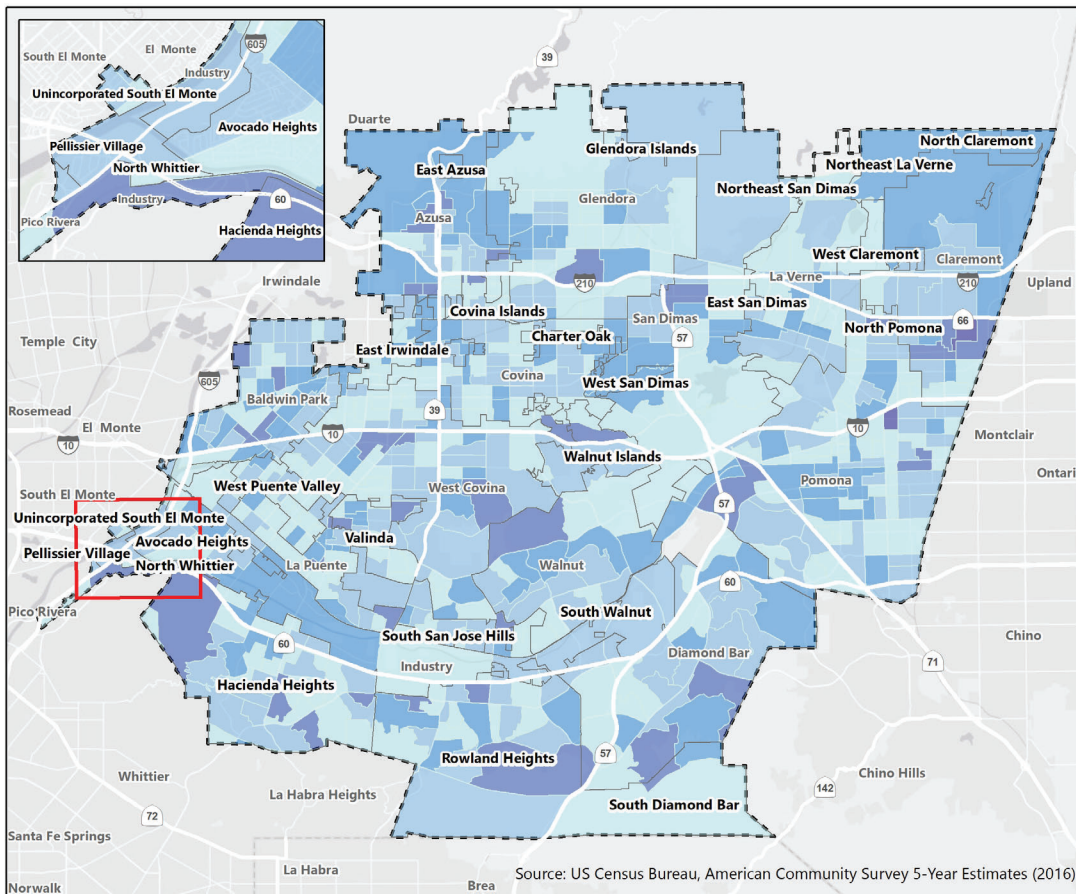 605
South El Monte
El Monte
10
Industry
Unincorporated South El Monte
Avocado Heights
Pellissier Village
North Whittier
Industry
60
Pico Rivera
Hacienda Heights
39
Duarte
Glendora Islands
North Claremont
Northeast La Verne
East Azusa
Northeast San Dimas
Glendora
Azusa
West Claremont
Claremont
Irwindale
210
La Verne
210
Upland
Covina Islands
East San Dimas
San Dimas
North Pomona
66
Temple City
Charter Oak
57
East Irwindale
Covina
605
West San Dimas
Baldwin Park
39
Rosemead
El Monte
10
10
10
Montclair
Walnut Islands
Ontari
South El Monte
West Puente Valley
West Covina
Pomona
57
Unincorporated South El Monte
Avocado Heights
Valinda
Pellissier Village
North Whittier
La Puente
Walnut
60
Pico Rivera
South Walnut
South San Jose Hills
Chino
60
Industry
Diamond Bar
71
Hacienda Heights
Rowland Heights
57
Whittier
Chino Hills
La Habra Heights
142
South Diamond Bar
72
Santa Fe Springs
La Habra
Source: US Census Bureau, American Community Survey 5-Year Estimates (2016)
Norwalk
Brea